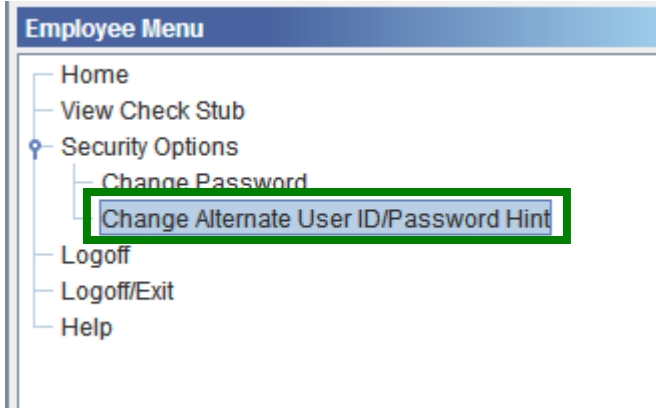 Employee Menu
Home
View Check Stub
Security Options
Change Password
Change Alternate User ID/Password Hint
Logoff
Logoff/Exit
Help